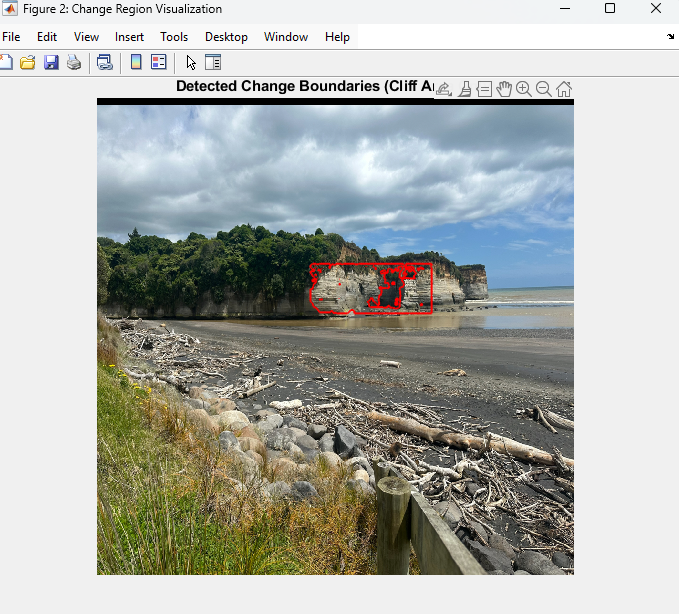 Figure 2: Change Region Visualization
File Edit View Insert Tools Desktop Window Help
Detected Change Boundaries (Cliff A